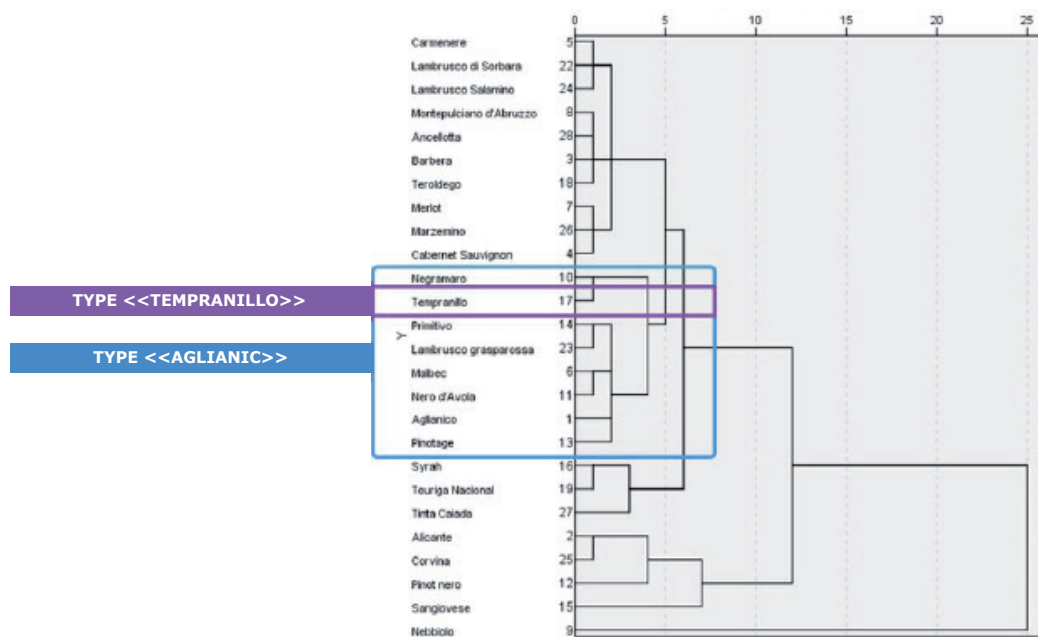 0 5 10 15 20 25
Carmenere 5
Lambrusco di Sorbara 22
Lambrusco Salamino 24
Montepulciano d'Abruzzo 8
Ancellotta 28
Barbera 3
Teroldego 18
Merlot 7
Marzemino 26
Cabernet Sauvignon 4
Negramaro 10
TYPE <<TEMPRANILLO>>
Tempranillo 17
Primitivo 14
Y
TYPE <<AGLIANIC>>
Lambrusco grasparossa 23
Malbec 6
Nero d'Avola 11
Aglianico 1
Pinotage 13
Syrah 16
Touriga Nacional 19
Tinta Caiada 27
Alicante 2
Corvina 25
Pinot nero 12
Sangiovese 15
Nebbiolo 9